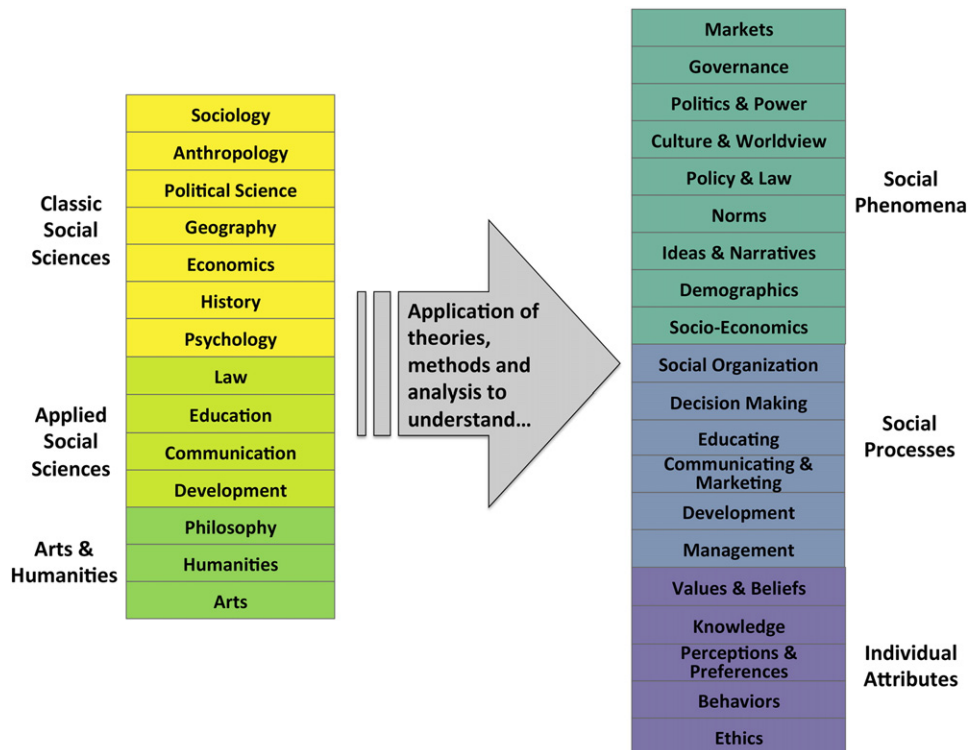 Classic
Social
Sciences
Sociology
Anthropology
Political Science
Geography
Economics
History
Psychology
Applied
Social
Sciences
Law
Education
Communication
Development
Arts &
Humanities
Philosophy
Humanities
Arts
Application of
theories,
methods and
analysis to
understand...
Markets
Governance
Politics & Power
Culture & Worldview
Policy & Law
Norms
Ideas & Narratives
Demographics
Socio-Economics
Social
Phenomena
Social Organization
Decision Making
Educating
Communicating &
Marketing
Development
Management
Social
Processes
Values & Beliefs
Knowledge
Perceptions &
Preferences
Behaviors
Ethics
Individual
Attributes